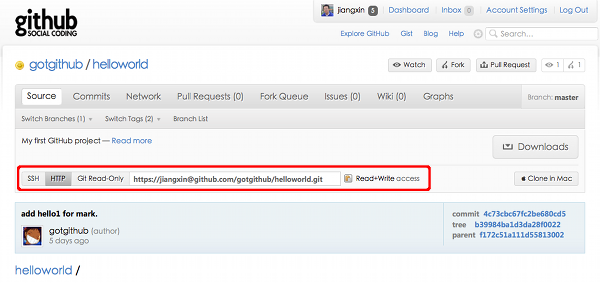 github
SOCIAL CODING
jiangxin 5 Dashboard Inbox 0 Account Settings Log Out
Explore GitHub Gist Blog Help Search...
gotgithub / helloworld
Watch Fork Pull Request 1 1
Source Commits Network Pull Requests (0) Fork Queue Issues (0) Wiki (0) Graphs Branch: master
Switch Branches (1) Switch Tags (2) Branch List
My first GitHub project — Read more
Downloads
SSH HTTP Git Read-Only https://jiangxin@github.com/gotgithub/helloworld.git Read+Write access
Clone in Mac
add hello1 for mark.
gotgithub (author)
5 days ago
commit 4c73cbc67fc2be680cd5
tree b39984ba1d3da28f0022
parent f172c51a111d55813002
helloworld /